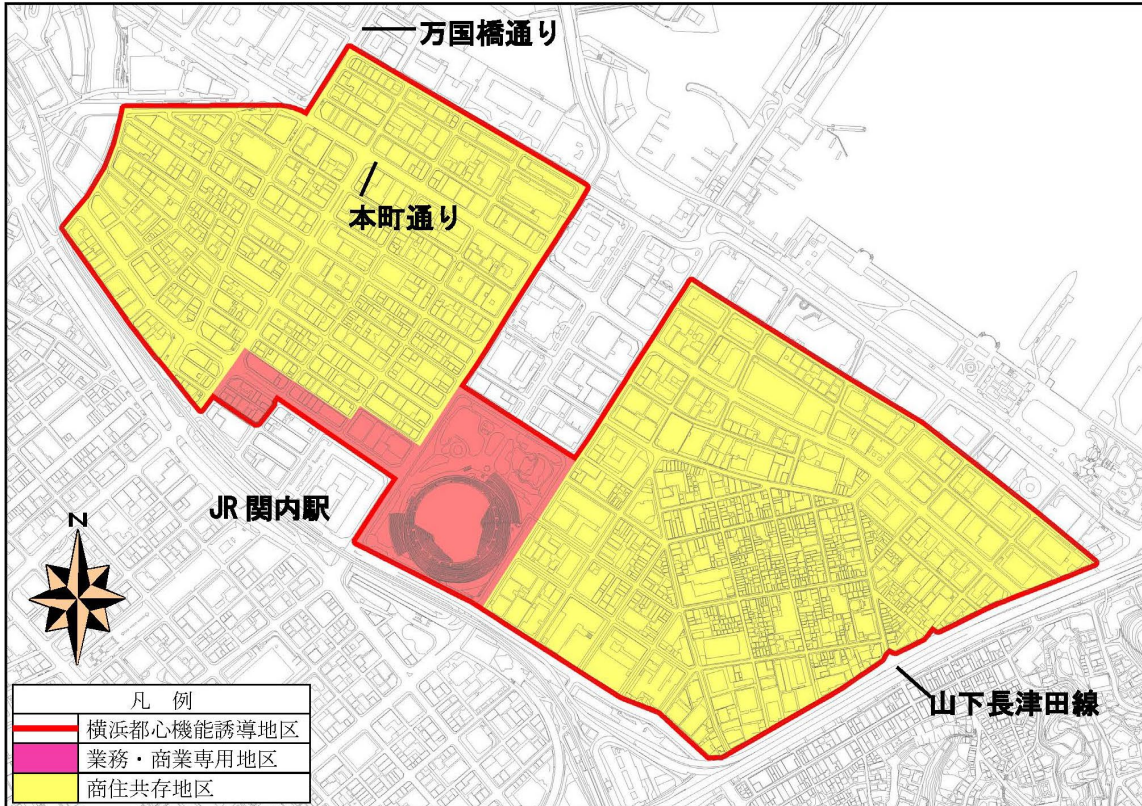 万国橋通り
本町通り
JR関内駅
N
山下長津田線
凡 例
横浜都心機能誘導地区
業務・商業専用地区
商住共存地区